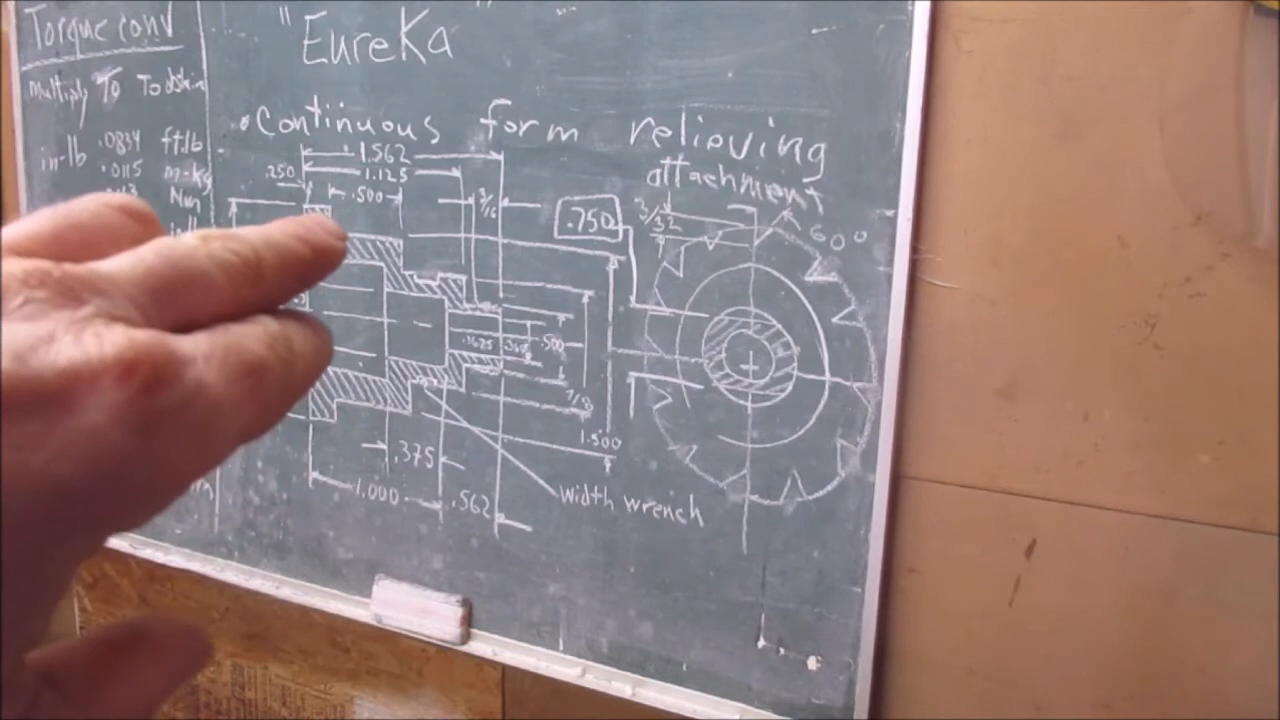 Torque conv
Multiply To To obtain
in-lb .0834 ft lb
.0115 m-kg
Nm
"EureKa"
• continuous form relieving
attachment
1.562
1.125
.250
.500
3/16
.750
3/32
60°
.3625
.500
7/8
1.500
.375
1.000
.562
width wrench